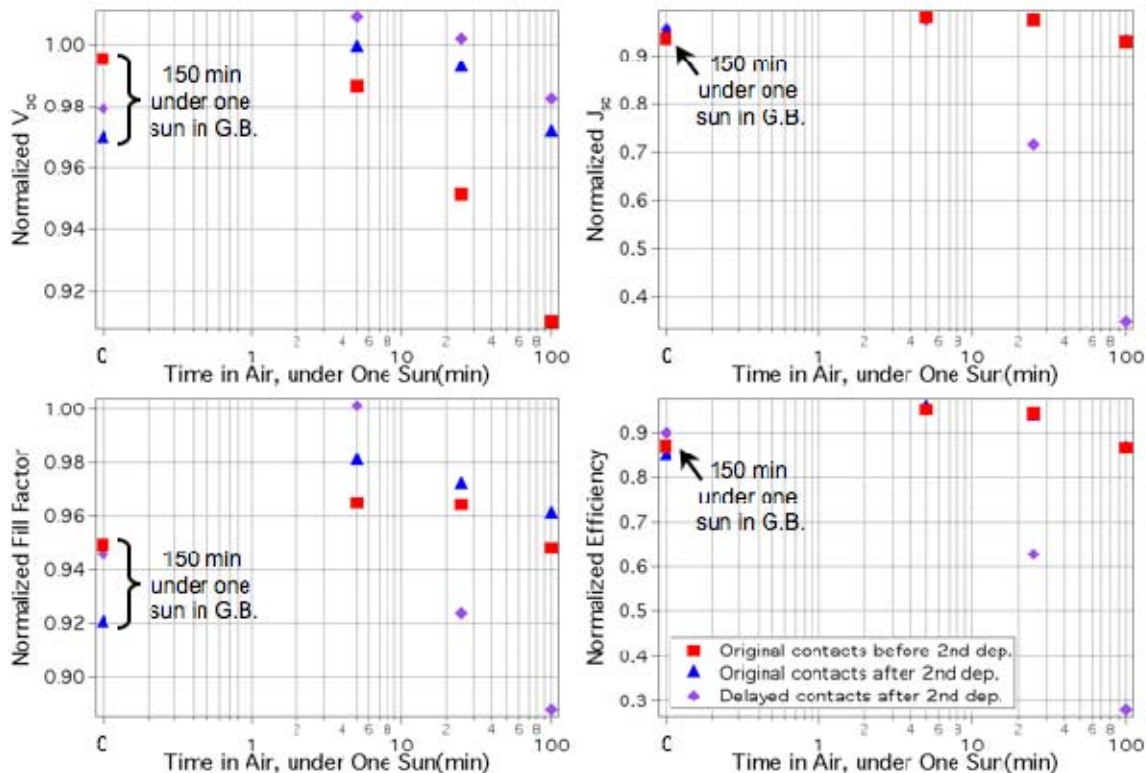 1.00
0.98
0.96
0.94
0.92
Normalized Voc
150 min
under one
sun in G.B.
C 1 2 4 6 8 10 2 4 6 8 100
Time in Air, under One Sun(min)
0.9
0.8
0.7
0.6
0.5
0.4
Normalized Jsc
150 min
under one
sun in G.B.
C 1 2 4 6 8 10 2 4 6 8 100
Time in Air, under One Sur(min)
1.00
0.98
0.96
0.94
0.92
0.90
Normalized Fill Factor
150 min
under one
sun in G.B.
C 1 2 4 6 8 10 2 4 6 8 100
Time in Air, under One Sun(min)
0.9
0.8
0.7
0.6
0.5
0.4
0.3
Normalized Efficiency
150 min
under one
sun in G.B.
Original contacts before 2nd dep.
Original contacts after 2nd dep.
Delayed contacts after 2nd dep.
C 1 2 4 6 8 10 2 4 6 8 100
Time in Air, under One Sur(min)